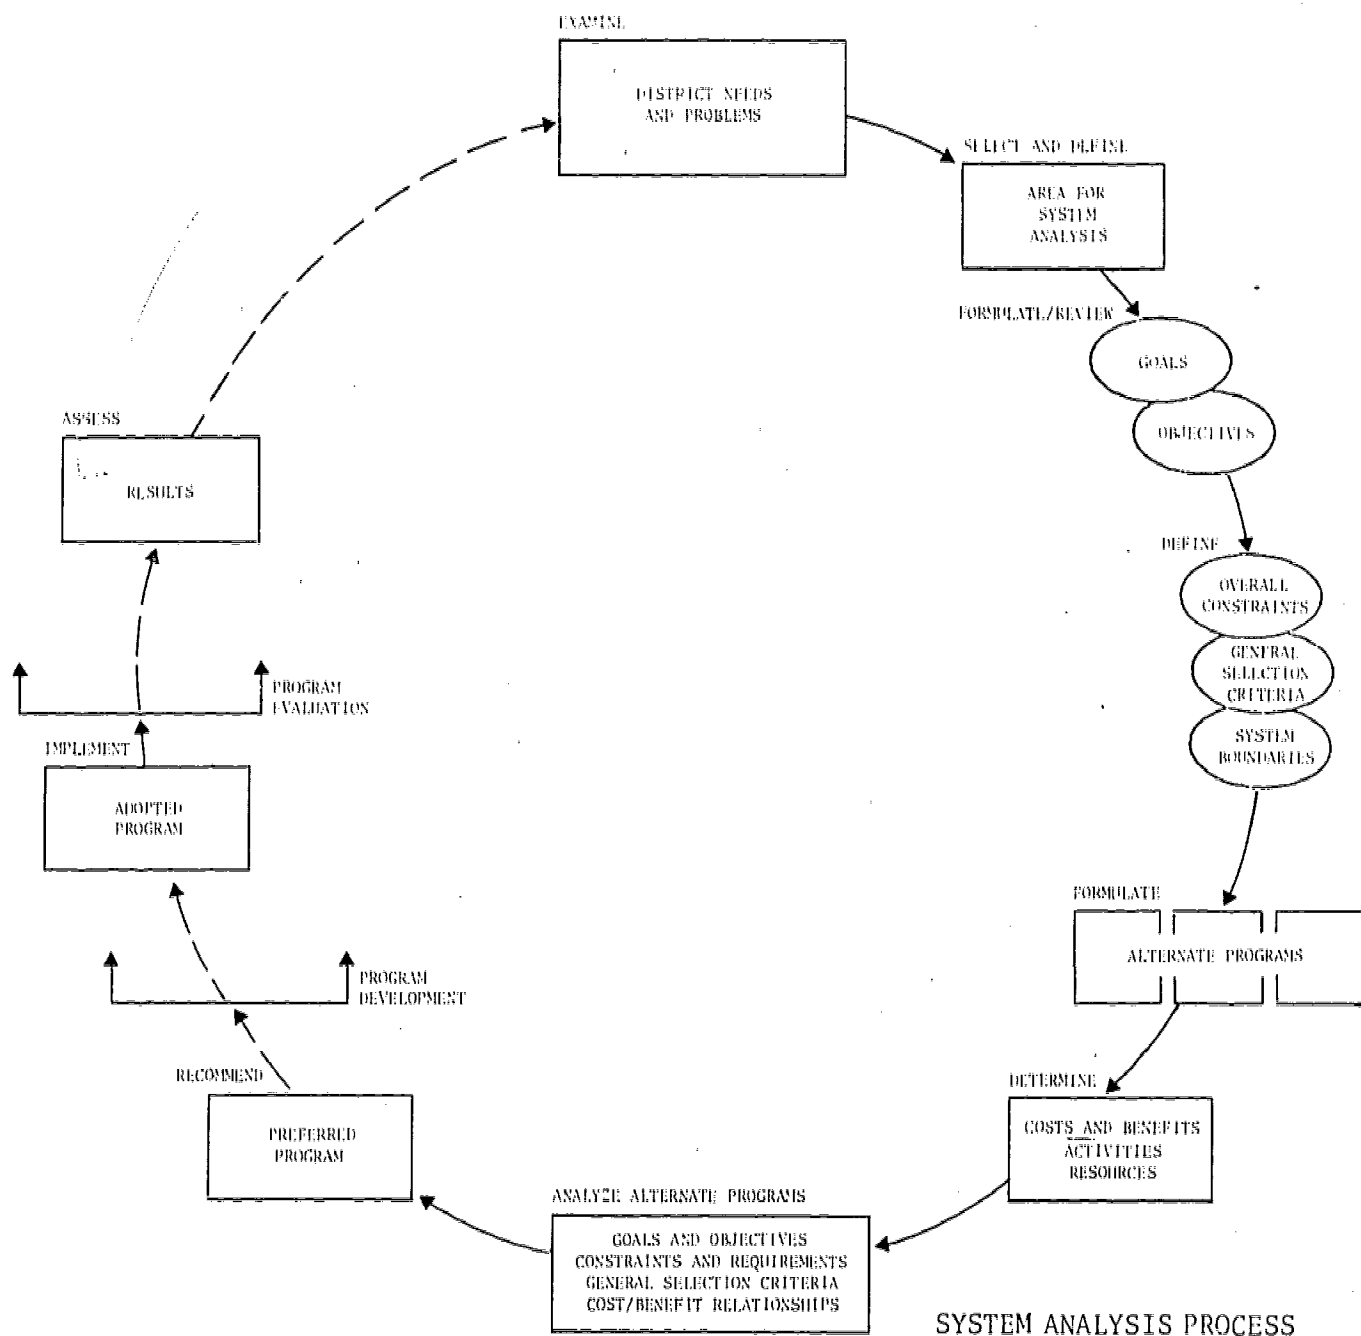 EXAMINE
DISTRICT NEEDS
AND PROBLEMS
SELECT AND DEFINE
AREA FOR
SYSTEM
ANALYSIS
FORMULATE/REVIEW
GOALS
OBJECTIVES
DEFINE
OVERALL
CONSTRAINTS
GENERAL
SELECTION
CRITERIA
SYSTEM
BOUNDARIES
FORMULATE
ALTERNATE PROGRAMS
DETERMINE
COSTS AND BENEFITS
ACTIVITIES
RESOURCES
ANALYZE ALTERNATE PROGRAMS
GOALS AND OBJECTIVES
CONSTRAINTS AND REQUIREMENTS
GENERAL SELECTION CRITERIA
COST/BENEFIT RELATIONSHIPS
RECOMMEND
PREFERRED
PROGRAM
PROGRAM
DEVELOPMENT
IMPLEMENT
ADOPTED
PROGRAM
PROGRAM
EVALUATION
ASSESS
RESULTS
SYSTEM ANALYSIS PROCESS